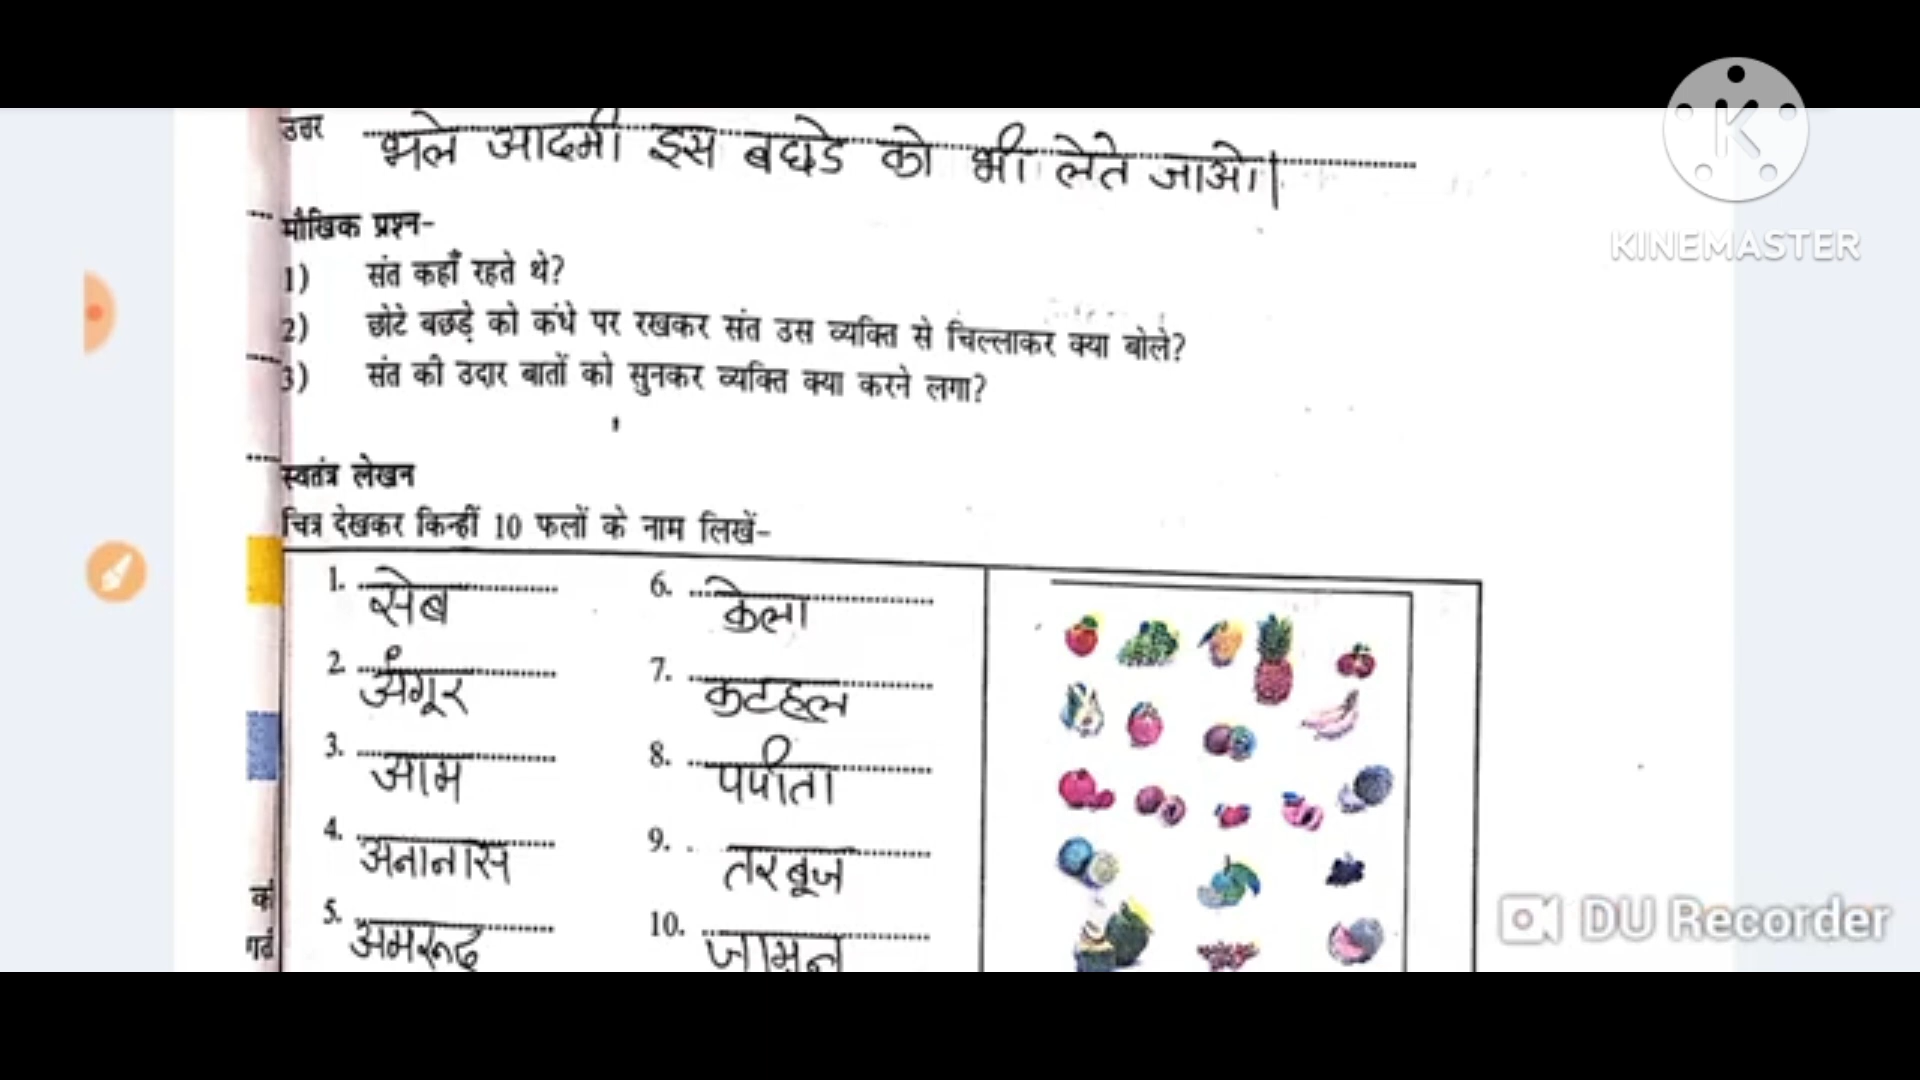 उत्तर भले आदमी इस बघडे को भी लेते जाओ।
मौखिक प्रश्न-
1) संत कहाँ रहते थे?
2) छोटे बछड़े को कंधे पर रखकर संत उस व्यक्ति से चिल्लाकर क्या बोले?
3) संत की उदार बातों को सुनकर व्यक्ति क्या करने लगा?
स्वतंत्र लेखन
चित्र देखकर किन्हीं 10 फलों के नाम लिखें-
1. सेब
2. अंगूर
3. आम
4. अनानास
5. अमरूद
6. केला
7. कटहल
8. पपीता
9. तरबूज
10. जामुन
K
KINEMASTER
DU Recorder